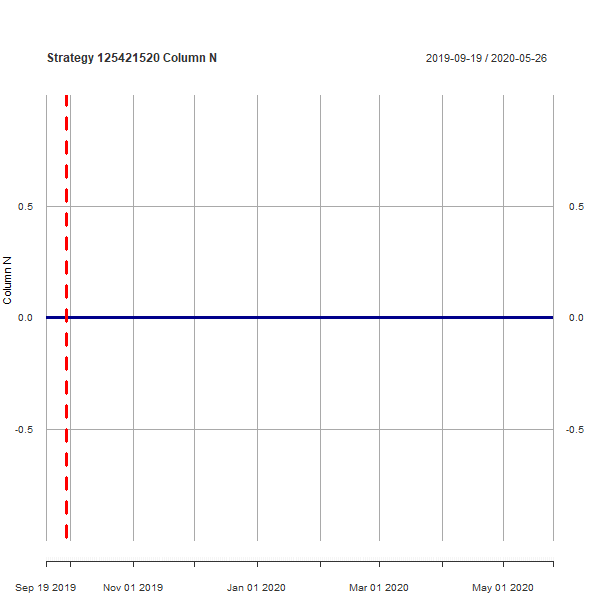 Strategy 125421520 Column N
2019-09-19 / 2020-05-26
0.5
0.5
Column N
0.0
0.0
-0.5
-0.5
Sep 19 2019
Nov 01 2019
Jan 01 2020
Mar 01 2020
May 01 2020